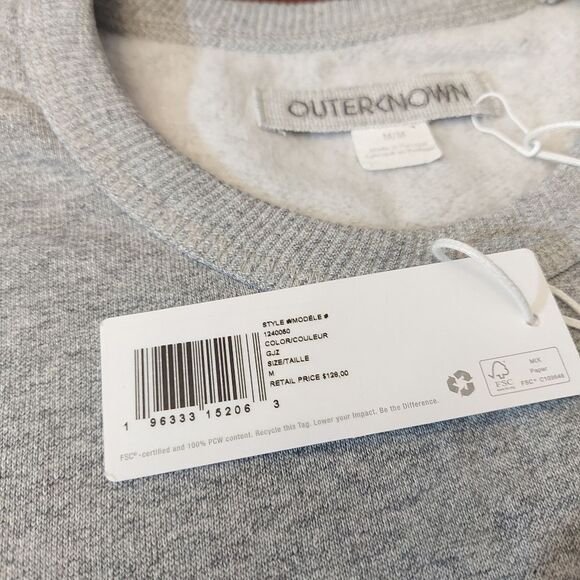 OUTERKNOWN
M/M
STYLE #/MODÈLE #
1240050
COLOR/COULEUR
GJZ
SIZE/TAILLE
M
RETAIL PRICE $128.00
1 96333 15206 3
MIX
Paper
FSC
FSC® C109848
FSC®-certified and 100% PCW content. Recycle this Tag. Lower your Impact. Be the Difference.